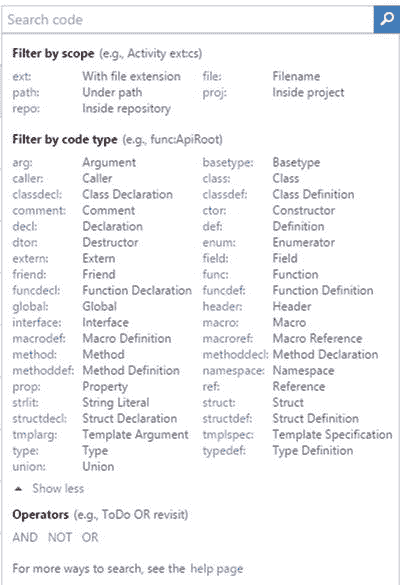 Search code
Filter by scope (e.g., Activity ext:cs)
ext: With file extension file: Filename
path: Under path proj: Inside project
repo: Inside repository
Filter by code type (e.g., func:ApiRoot)
arg: Argument basetype: Basetype
caller: Caller class: Class
classdecl: Class Declaration classdef: Class Definition
comment: Comment ctor: Constructor
decl: Declaration def: Definition
dtor: Destructor enum: Enumerator
extern: Extern field: Field
friend: Friend func: Function
funcdecl: Function Declaration funcdef: Function Definition
global: Global header: Header
interface: Interface macro: Macro
macrodef: Macro Definition macroref: Macro Reference
method: Method methoddecl: Method Declaration
methoddef: Method Definition namespace: Namespace
prop: Property ref: Reference
strlit: String Literal struct: Struct
structdecl: Struct Declaration structdef: Struct Definition
tmplarg: Template Argument tmplspec: Template Specification
type: Type typedef: Type Definition
union: Union
Show less
Operators (e.g., ToDo OR revisit)
AND NOT OR
For more ways to search, see the help page